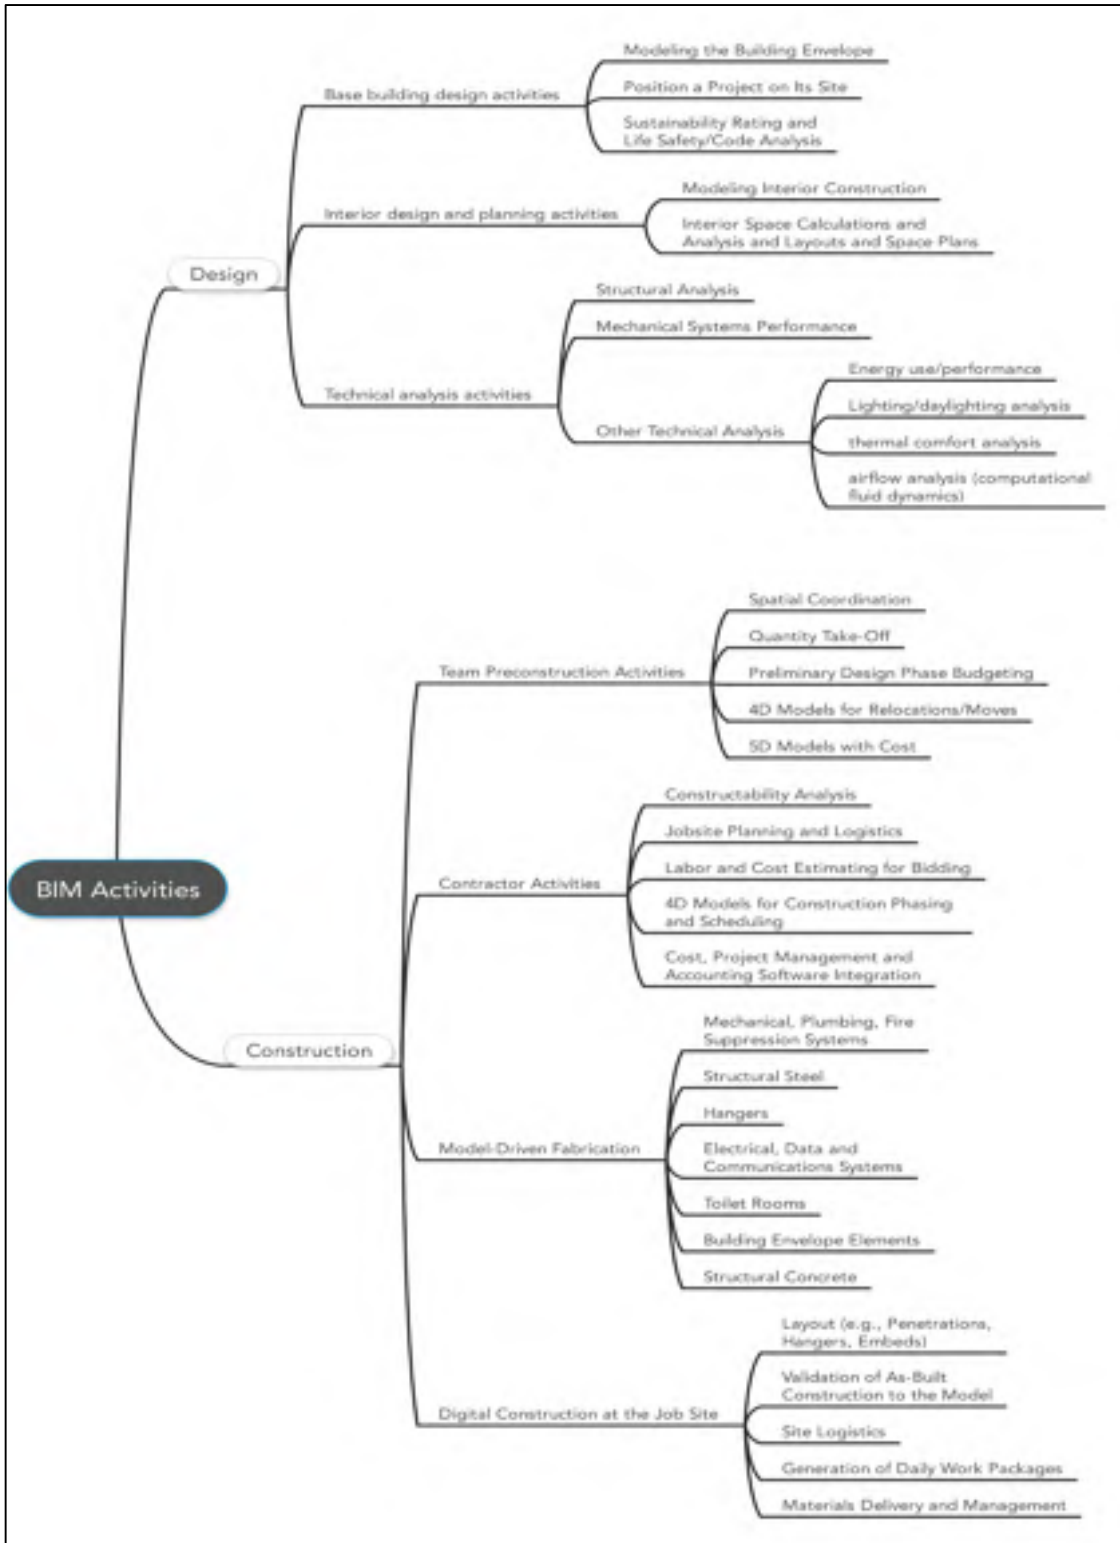 Modeling the Building Envelope
Base building design activities
Position a Project on Its Site
Sustainability Rating and
Life Safety/Code Analysis
Modeling Interior Construction
Interior design and planning activities
Interior Space Calculations and
Analysis and Layouts and Space Plans
Design
Structural Analysis
Mechanical Systems Performance
Technical analysis activities
Energy use/performance
Lighting/daylighting analysis
Other Technical Analysis
thermal comfort analysis
airflow analysis (computational
fluid dynamics)
Spatial Coordination
Quantity Take-Off
Team Preconstruction Activities
Preliminary Design Phase Budgeting
4D Models for Relocations/Moves
5D Models with Cost
Constructability Analysis
Jobsite Planning and Logistics
BIM Activities
Contractor Activities
Labor and Cost Estimating for Bidding
4D Models for Construction Phasing
and Scheduling
Cost, Project Management and
Accounting Software Integration
Construction
Mechanical, Plumbing, Fire
Suppression Systems
Structural Steel
Hangers
Model-Driven Fabrication
Electrical, Data and
Communications Systems
Toilet Rooms
Building Envelope Elements
Structural Concrete
Layout (e.g., Penetrations,
Hangers, Embeds)
Validation of As-Built
Construction to the Model
Digital Construction at the Job Site
Site Logistics
Generation of Daily Work Packages
Materials Delivery and Management